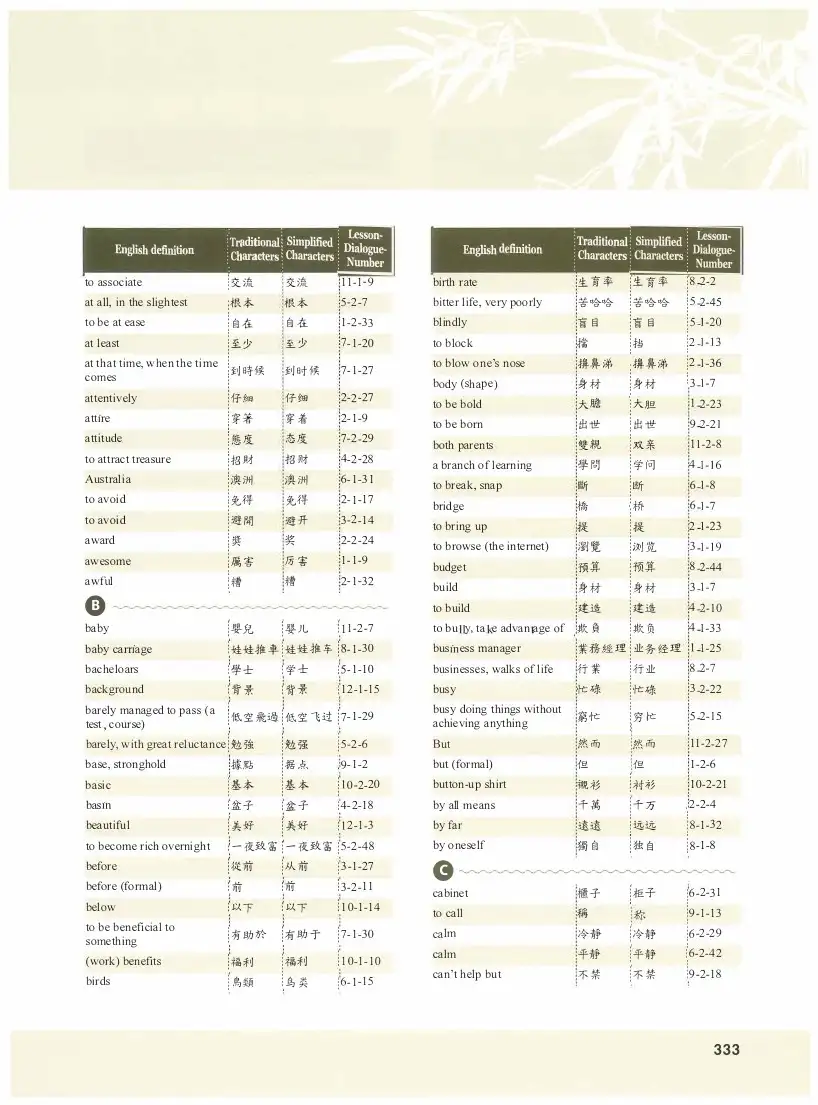 English definition Traditional Characters Simplified Characters Lesson-Dialogue-Number
to associate 交流 交流 11-1-9
at all, in the slightest 根本 根本 5-2-7
to be at ease 自在 自在 1-2-33
at least 至少 至少 7-1-20
at that time, when the time
comes 到時候 到时候 7-1-27
attentively 仔細 仔细 2-2-27
attire 穿著 穿着 2-1-9
attitude 態度 态度 7-2-29
to attract treasure 招財 招财 4-2-28
Australia 澳洲 澳洲 6-1-31
to avoid 免得 免得 2-1-17
to avoid 避開 避开 3-2-14
award 獎 奖 2-2-24
awesome 厲害 厉害 1-1-9
awful 糟 糟 2-1-32
B
baby 嬰兒 婴儿 11-2-7
baby carriage 娃娃推車 娃娃推车 8-1-30
bacheloars 學士 学士 5-1-10
background 背景 背景 12-1-15
barely managed to pass (a
test , course) 低空飛過 低空飞过 7-1-29
barely, with great reluctance 勉強 勉强 5-2-6
base, stronghold 據點 据点 9-1-2
basic 基本 基本 10-2-20
basin 盆子 盆子 4-2-18
beautiful 美好 美好 12-1-3
to become rich overnight 一夜致富 一夜致富 5-2-48
before 從前 从前 3-1-27
before (formal) 前 前 3-2-11
below 以下 以下 10-1-14
to be beneficial to
something 有助於 有助于 7-1-30
(work) benefits 福利 福利 10-1-10
birds 鳥類 鸟类 6-1-15
English definition Traditional Characters Simplified Characters Lesson-Dialogue-Number
birth rate 生育率 生育率 8-2-2
bitter life, very poorly 苦哈哈 苦哈哈 5-2-45
blindly 盲目 盲目 5-1-20
to block 擋 挡 2-1-13
to blow one's nose 擤鼻涕 擤鼻涕 2-1-36
body (shape) 身材 身材 3-1-7
to be bold 大膽 大胆 1-2-23
to be born 出世 出世 9-2-21
both parents 雙親 双亲 11-2-8
a branch of learning 學問 学问 4-1-16
to break, snap 斷 断 6-1-8
bridge 橋 桥 6-1-7
to bring up 提 提 2-1-23
to browse (the internet) 瀏覽 浏览 3-1-19
budget 預算 预算 8-2-44
build 身材 身材 3-1-7
to build 建造 建造 4-2-10
to bully, take advantage of 欺負 欺负 4-1-33
business manager 業務經理 业务经理 1-1-25
businesses, walks of life 行業 行业 8-2-7
busy 忙碌 忙碌 3-2-22
busy doing things without
achieving anything 窮忙 穷忙 5-2-15
But 然而 然而 11-2-27
but (formal) 但 但 1-2-6
button-up shirt 襯衫 衬衫 10-2-21
by all means 千萬 千万 2-2-4
by far 遠遠 远远 8-1-32
by oneself 獨自 独自 8-1-8
C
cabinet 櫃子 柜子 6-2-31
to call 稱 称 9-1-13
calm 冷靜 冷静 6-2-29
calm 平靜 平静 6-2-42
can't help but 不禁 不禁 9-2-18
333